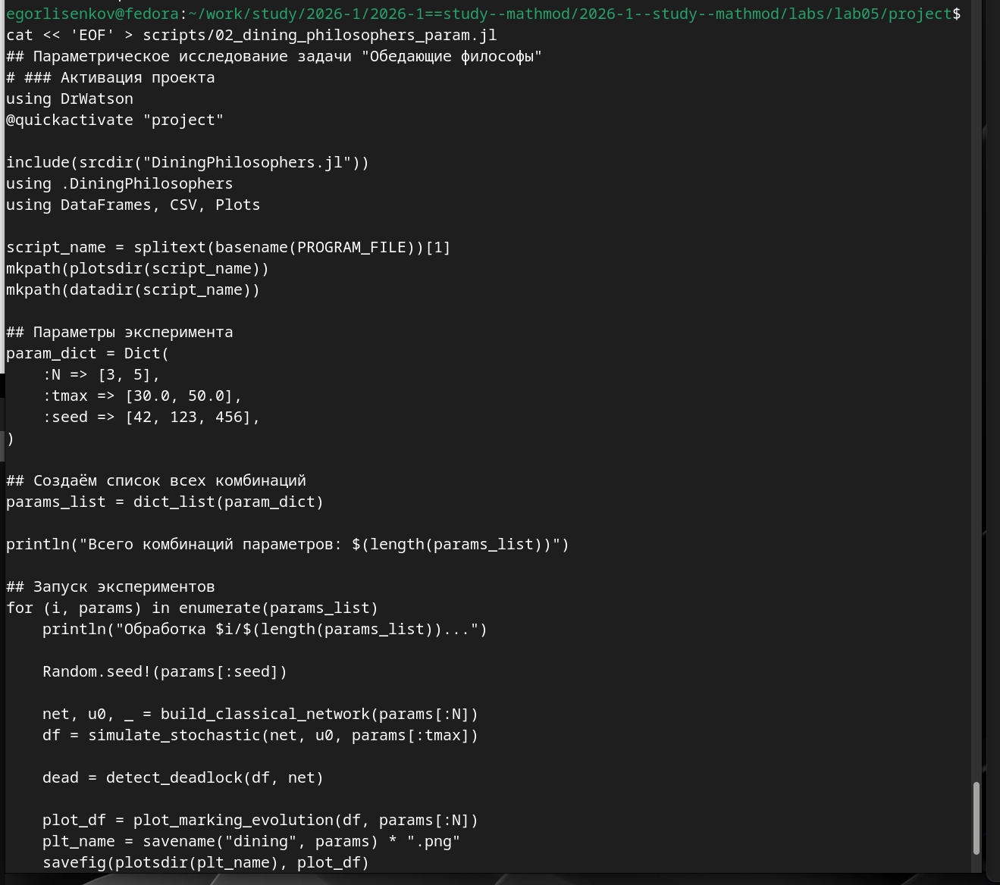 egorlisenkov@fedora:~/work/study/2026-1/2026-1==study--mathmod/2026-1--study--mathmod/labs/lab05/project$
cat << 'EOF' > scripts/02_dining_philosophers_param.jl
## Параметрическое исследование задачи "Обедающие философы"
# ### Активация проекта
using DrWatson
@quickactivate "project"

include(srcdir("DiningPhilosophers.jl"))
using .DiningPhilosophers
using DataFrames, CSV, Plots

script_name = splitext(basename(PROGRAM_FILE))[1]
mkpath(plotsdir(script_name))
mkpath(datadir(script_name))

## Параметры эксперимента
param_dict = Dict(
    :N => [3, 5],
    :tmax => [30.0, 50.0],
    :seed => [42, 123, 456],
)

## Создаём список всех комбинаций
params_list = dict_list(param_dict)

println("Всего комбинаций параметров: $(length(params_list))")

## Запуск экспериментов
for (i, params) in enumerate(params_list)
    println("Обработка $i/$(length(params_list))...")

    Random.seed!(params[:seed])

    net, u0, _ = build_classical_network(params[:N])
    df = simulate_stochastic(net, u0, params[:tmax])

    dead = detect_deadlock(df, net)

    plot_df = plot_marking_evolution(df, params[:N])
    plt_name = savename("dining", params) * ".png"
    savefig(plotsdir(plt_name), plot_df)